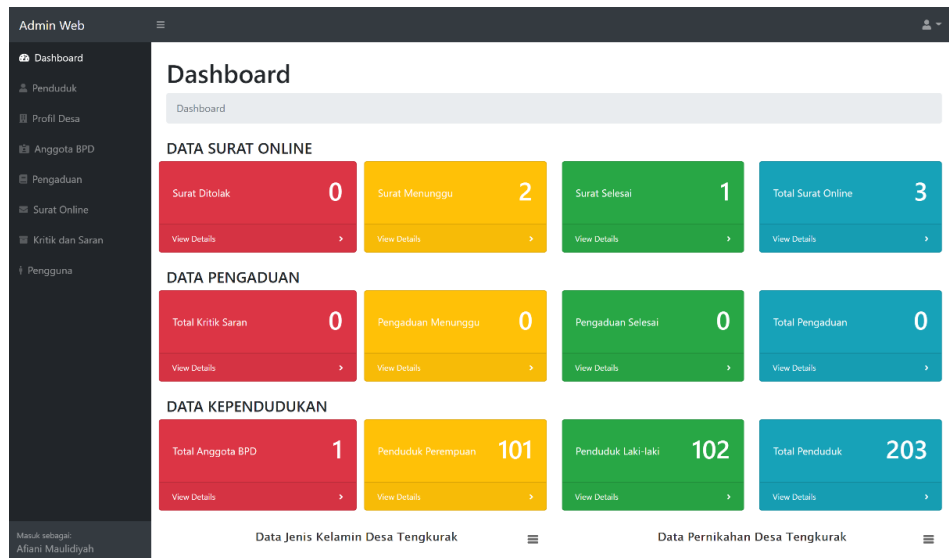 Admin Web
Dashboard
Penduduk
Profil Desa
Anggota BPD
Pengaduan
Surat Online
Kritik dan Saran
Pengguna
Masuk sebagai:
Afiani Maulidiyah
Dashboard
Dashboard
DATA SURAT ONLINE
Surat Ditolak 0
View Details
Surat Menunggu 2
View Details
Surat Selesai 1
View Details
Total Surat Online 3
View Details
DATA PENGADUAN
Total Kritik Saran 0
View Details
Pengaduan Menunggu 0
View Details
Pengaduan Selesai 0
View Details
Total Pengaduan 0
View Details
DATA KEPENDUDUKAN
Total Anggota BPD 1
View Details
Penduduk Perempuan 101
View Details
Penduduk Laki-laki 102
View Details
Total Penduduk 203
View Details
Data Jenis Kelamin Desa Tengkurak
Data Pernikahan Desa Tengkurak